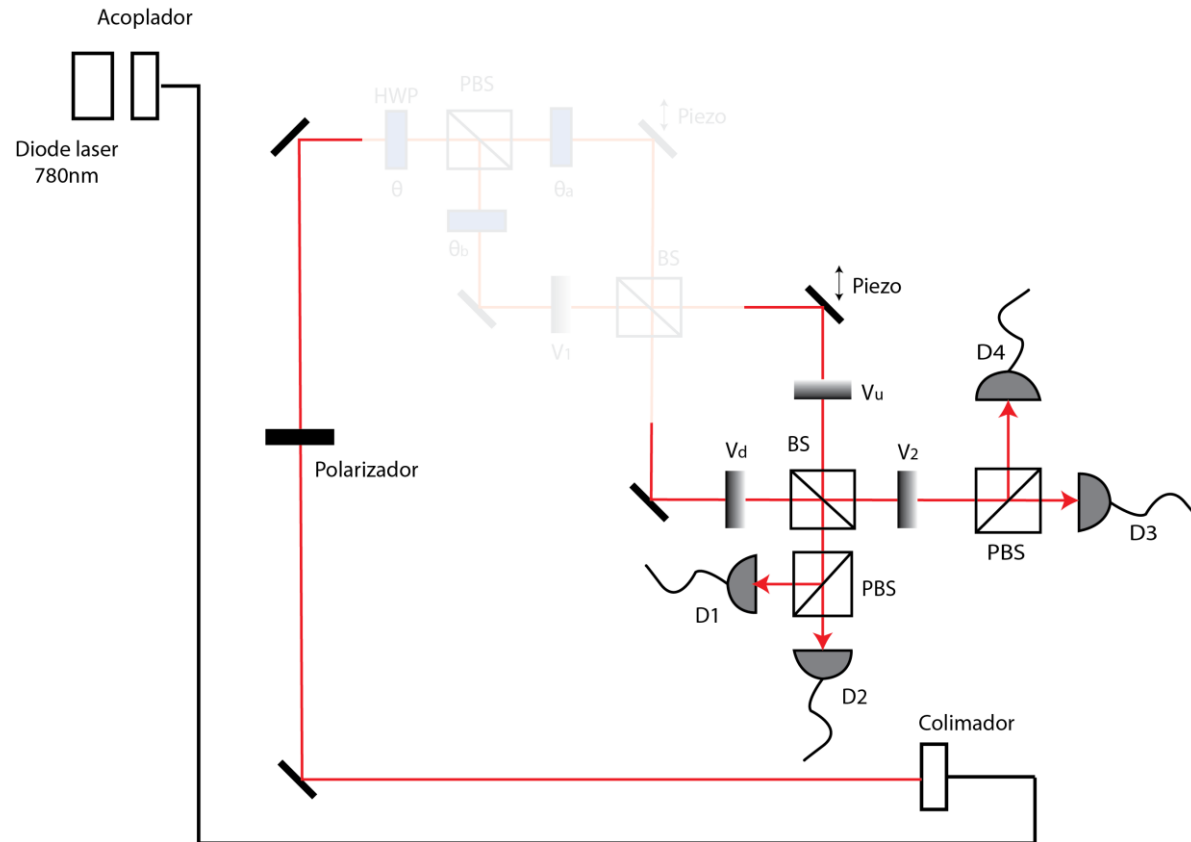 Acoplador
Diode laser
780nm
HWP
PBS
Piezo
θ
θa
θb
BS
V1
Piezo
Vu
D4
Polarizador
Vd
BS
V2
D3
PBS
D1
PBS
D2
Colimador